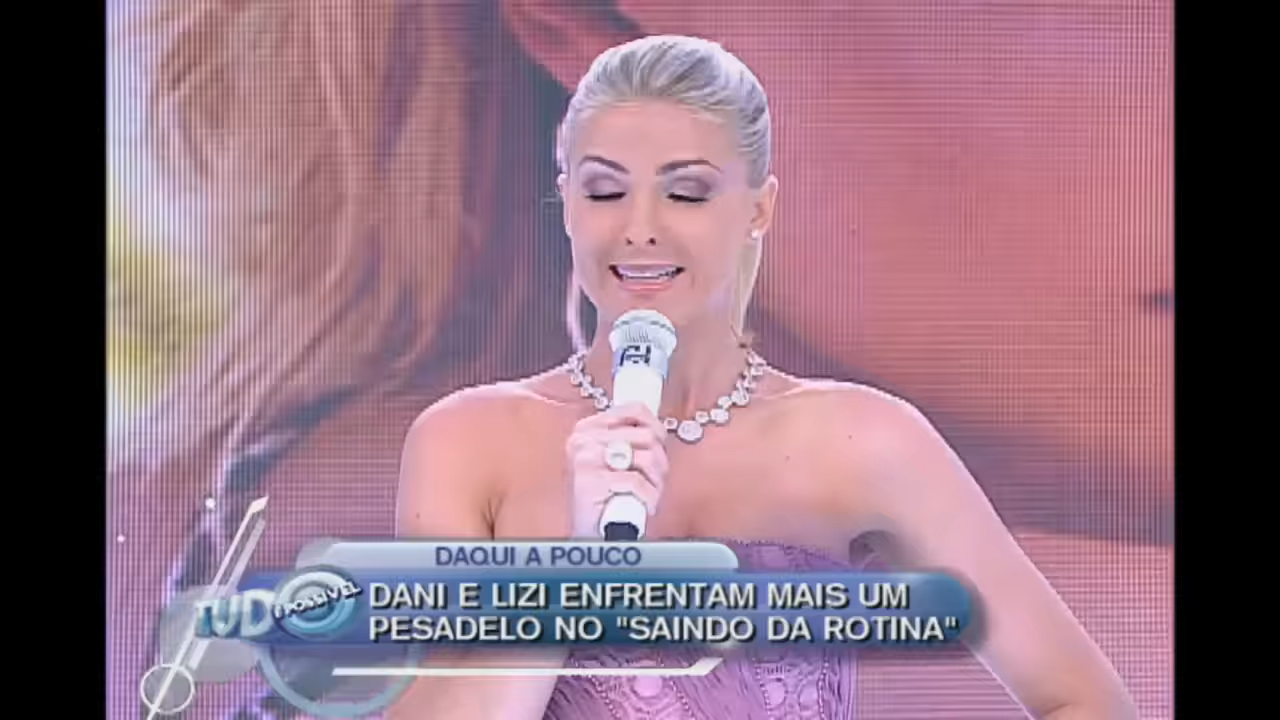 DAQUI A POUCO
TUDO É POSSÍVEL
DANI E LIZI ENFRENTAM MAIS UM
PESADELO NO "SAINDO DA ROTINA"